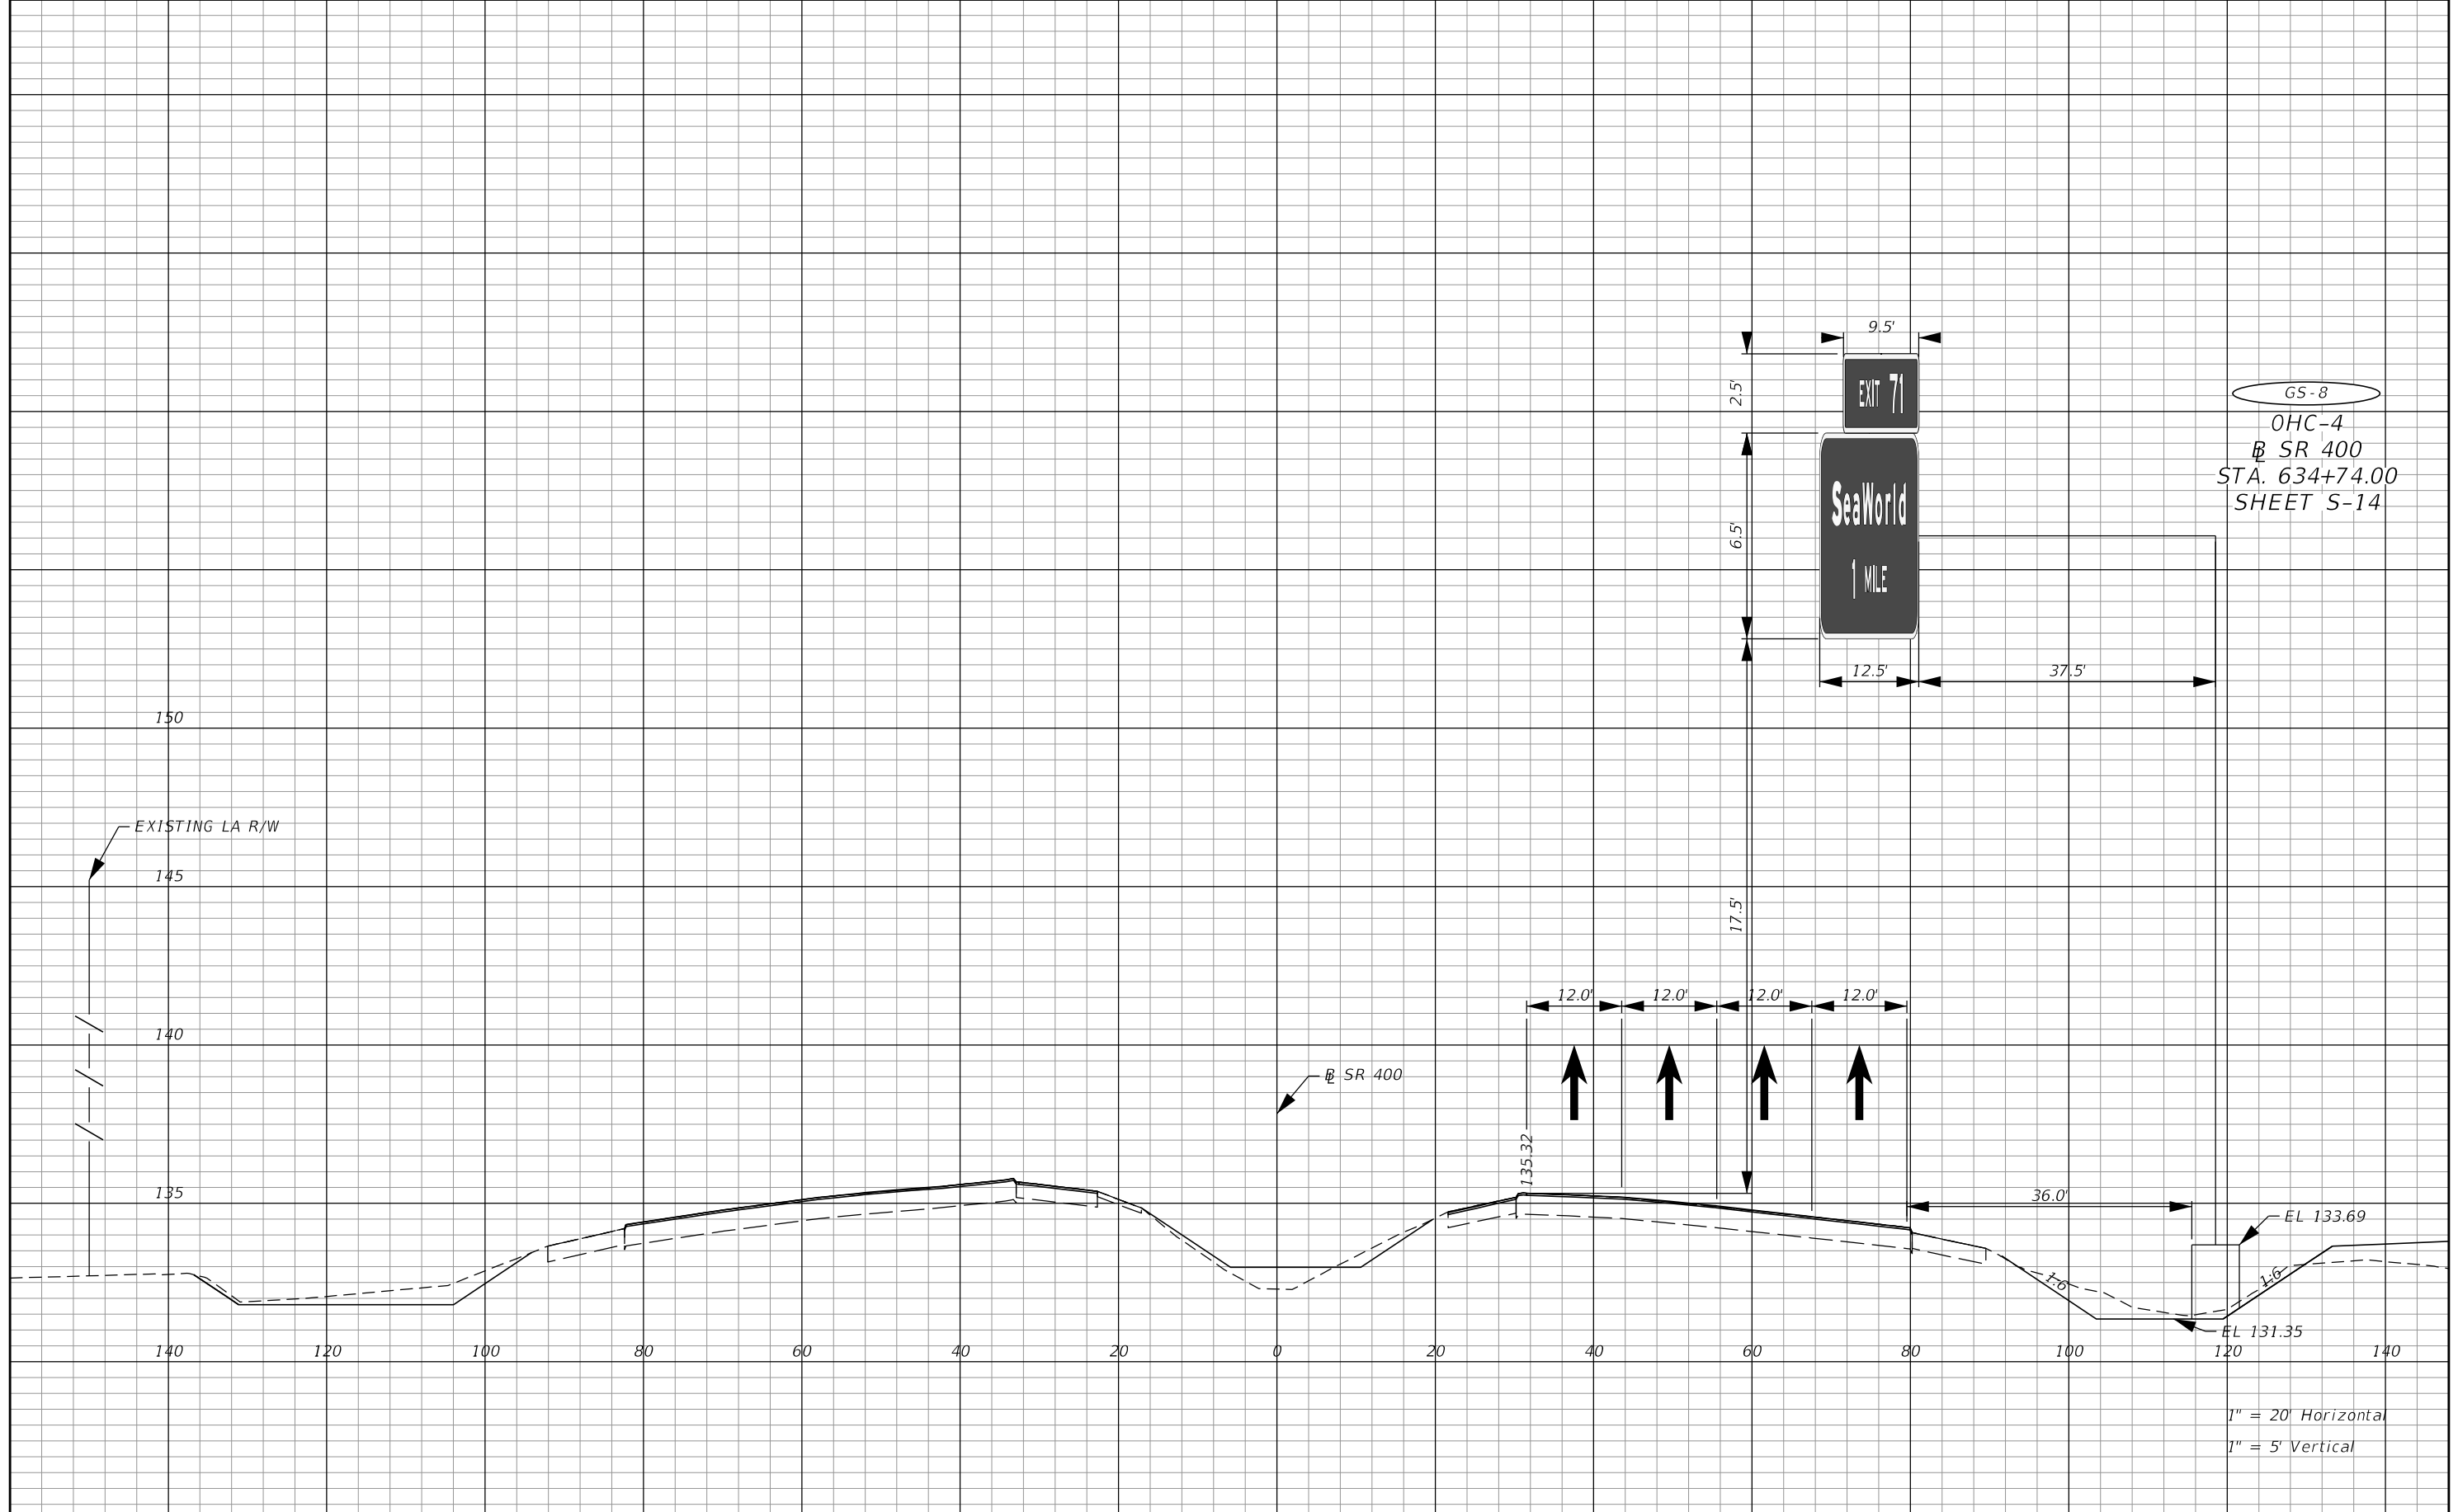 9.5'
2.5'
EXIT 71
GS-8
OHC-4
BL SR 400
STA. 634+74.00
SHEET S-14
6.5'
SeaWorld
1 MILE
12.5'
37.5'
150
EXISTING LA R/W
145
17.5'
12.0'
12.0'
12.0'
12.0'
140
BL SR 400
135.32
135
36.0'
EL 133.69
1:6
1:6
EL 131.35
140
120
100
80
60
40
20
0
20
40
60
80
100
120
140
1" = 20' Horizontal
1" = 5' Vertical